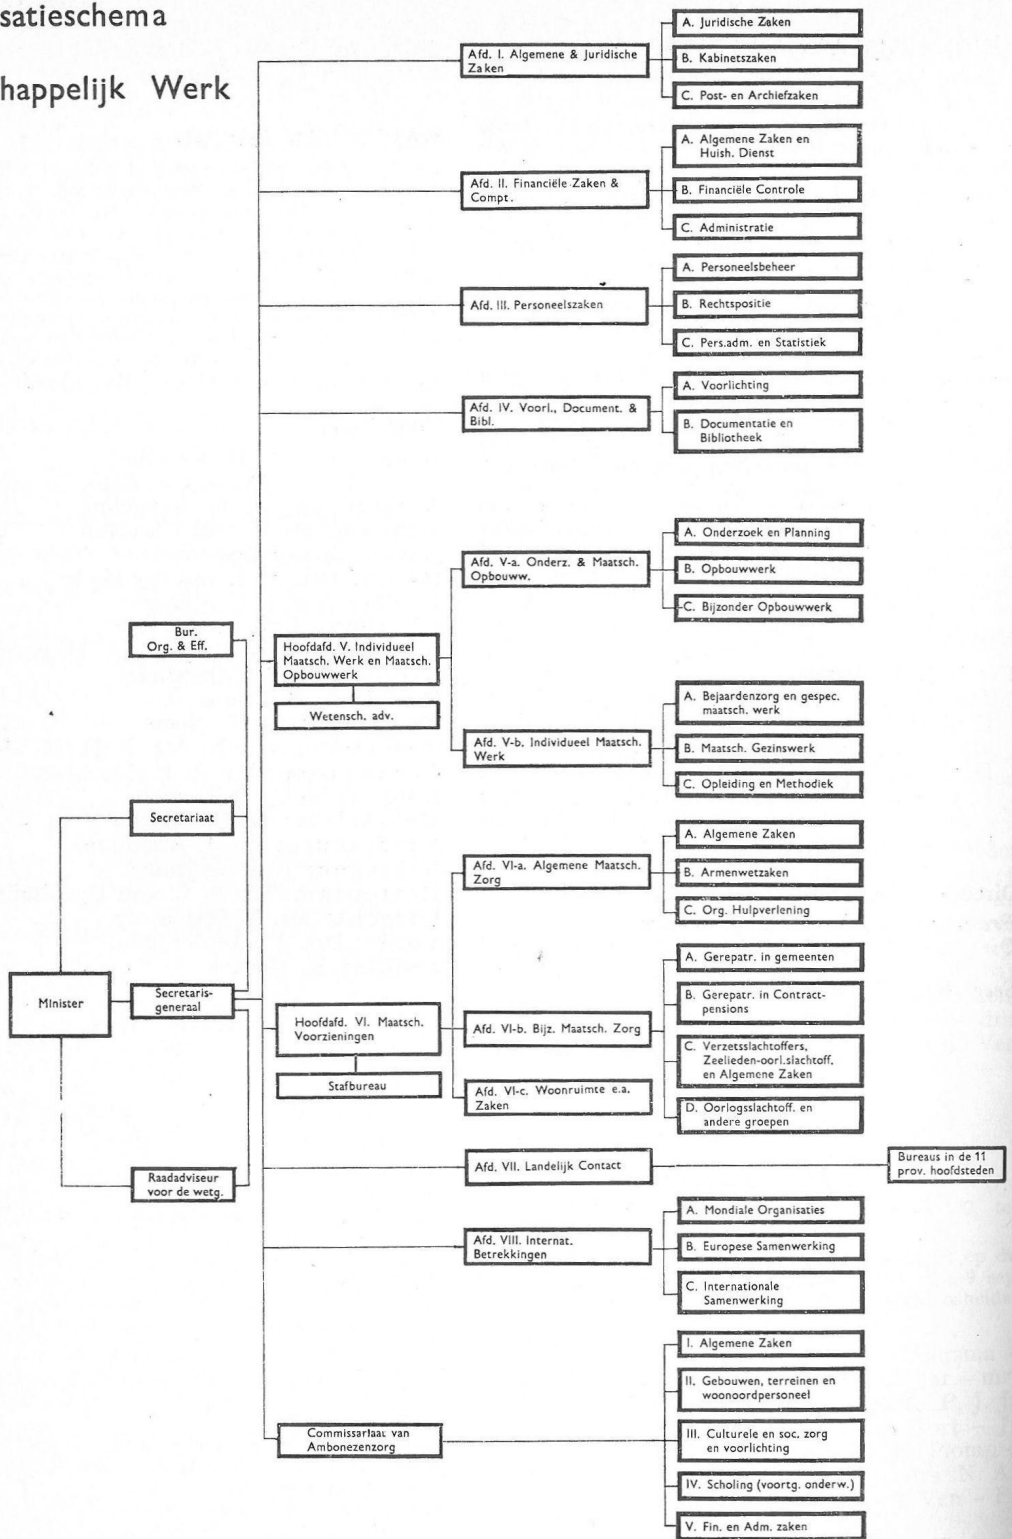 satieschema
happelijk Werk
Afd. I. Algemene & Juridische
Zaken
A. Juridische Zaken
B. Kabinetszaken
C. Post- en Archiefzaken
Afd. II. Financiële Zaken &
Compt.
A. Algemene Zaken en
Huish. Dienst
B. Financiële Controle
C. Administratie
Afd. III. Personeelszaken
A. Personeelsbeheer
B. Rechtspositie
C. Pers.adm. en Statistiek
Afd. IV. Voorl., Document. &
Bibl.
A. Voorlichting
B. Documentatie en
Bibliotheek
Afd. V-a. Onderz. & Maatsch.
Opbouww.
A. Onderzoek en Planning
B. Opbouwwerk
C. Bijzonder Opbouwwerk
Bur.
Org. & Eff.
Hoofdafd. V. Individueel
Maatsch. Werk en Maatsch.
Opbouwwerk
Wetensch. adv.
Afd. V-b. Individueel Maatsch.
Werk
A. Bejaardenzorg en gespec.
maatsch. werk
B. Maatsch. Gezinswerk
C. Opleiding en Methodiek
Secretariaat
Afd. VI-a. Algemene Maatsch.
Zorg
A. Algemene Zaken
B. Armenwetzaken
C. Org. Hulpverlening
Minister
Secretaris-
generaal
Hoofdafd. VI. Maatsch.
Voorzieningen
Stafbureau
Afd. VI-b. Bijz. Maatsch. Zorg
A. Gerepatr. in gemeenten
B. Gerepatr. in Contract-
pensions
C. Verzetsslachtoffers,
Zeelieden-oorl.slachtoff.
en Algemene Zaken
D. Oorlogsslachtoff. en
andere groepen
Afd. VI-c. Woonruimte e.a.
Zaken
Raadadviseur
voor de wetg.
Afd. VII. Landelijk Contact
Bureaus in de 11
prov. hoofdsteden
Afd. VIII. Internat.
Betrekkingen
A. Mondiale Organisaties
B. Europese Samenwerking
C. Internationale
Samenwerking
Commissariaat van
Ambonezenzorg
I. Algemene Zaken
II. Gebouwen, terreinen en
woonoordpersoneel
III. Culturele en soc. zorg
en voorlichting
IV. Scholing (voortg. onderw.)
V. Fin. en Adm. zaken